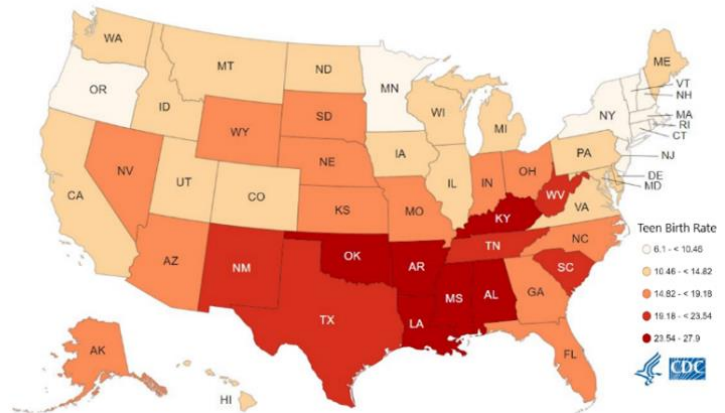 WA
MT
ND
MN
ME
VT
NH
OR
ID
WY
SD
WI
MI
NY
MA
RI
CT
NV
UT
CO
NE
IA
IL
IN
OH
PA
NJ
DE
MD
CA
KS
MO
KY
WV
VA
AZ
NM
OK
AR
TN
NC
SC
TX
LA
MS
AL
GA
FL
AK
HI
Teen Birth Rate
6.1 - < 10.46
10.46 - < 14.82
14.82 - < 19.18
19.18 - < 23.54
23.54 - 27.9
CDC